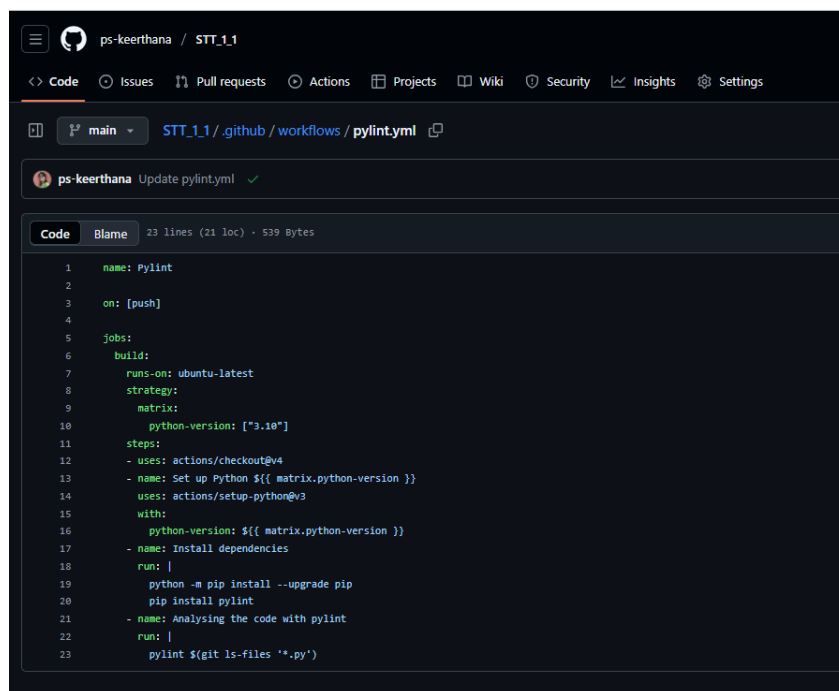 ps-keerthana / STT_1_1
<> Code Issues Pull requests Actions Projects Wiki Security Insights Settings
main STT_1_1 / .github / workflows / pylint.yml
ps-keerthana Update pylint.yml
Code Blame 23 lines (21 loc) · 539 Bytes
1 name: Pylint
2
3 on: [push]
4
5 jobs:
6   build:
7     runs-on: ubuntu-latest
8     strategy:
9       matrix:
10         python-version: ["3.10"]
11     steps:
12     - uses: actions/checkout@v4
13     - name: Set up Python ${{ matrix.python-version }}
14       uses: actions/setup-python@v3
15       with:
16         python-version: ${{ matrix.python-version }}
17     - name: Install dependencies
18       run: |
19         python -m pip install --upgrade pip
20         pip install pylint
21     - name: Analysing the code with pylint
22       run: |
23         pylint $(git ls-files '*.py')